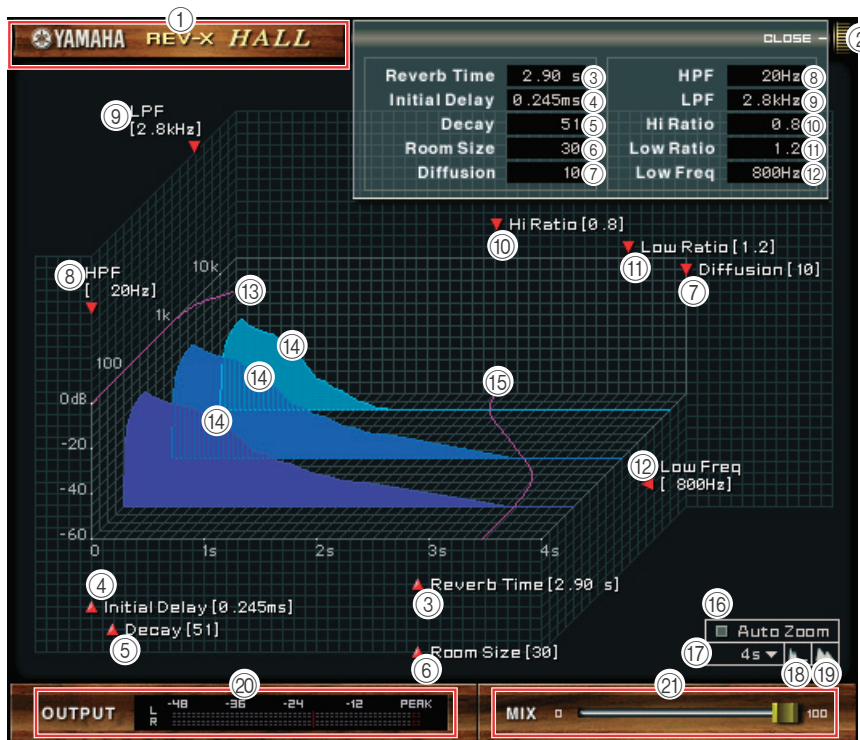 ① 
YAMAHA REV-X HALL
CLOSE
②
Reverb Time 2.90 s ③
Initial Delay 0.245ms ④
Decay 51 ⑤
Room Size 30 ⑥
Diffusion 10 ⑦
HPF 20Hz ⑧
LPF 2.8kHz ⑨
Hi Ratio 0.8 ⑩
Low Ratio 1.2 ⑪
Low Freq 800Hz ⑫
⑨ LPF
[2.8kHz]
Hi Ratio[0.8]
⑩
Low Ratio[1.2]
⑪
Diffusion[10]
⑦
⑧ HPF
[ 20Hz]
10k
1k
100
⑬
⑭
⑭
⑭
⑮
0dB
-20
-40
-60
0 1s 2s 3s 4s
⑫ Low Freq
[ 800Hz]
④
Initial Delay[0.245ms]
Decay[51]
⑤
Reverb Time[2.90 s]
③
Room Size[30]
⑥
⑯
Auto Zoom
⑰ 4s
⑱ ⑲
⑳
OUTPUT
L
R
-48 -36 -24 -12 PEAK
㉑
MIX 0 100